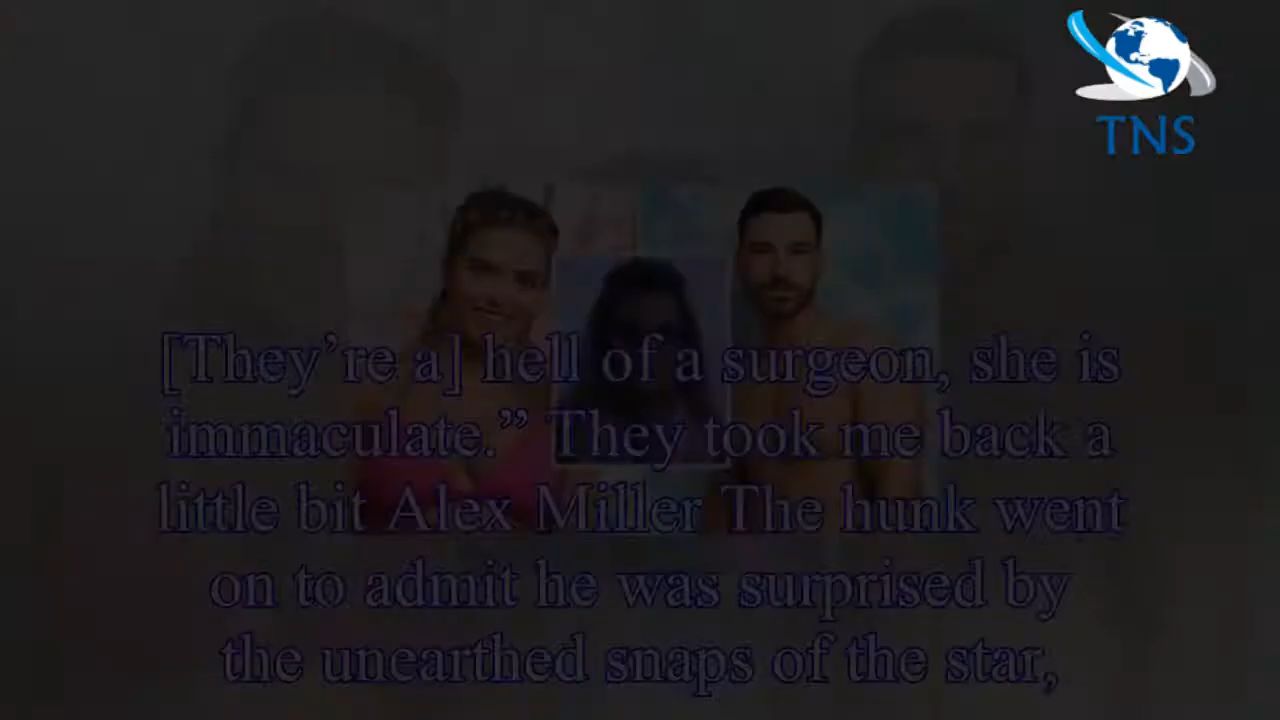 TNS
[They’re a] hell of a surgeon, she is
immaculate.” They took me back a
little bit Alex Miller The hunk went
on to admit he was surprised by
the unearthed snaps of the star,